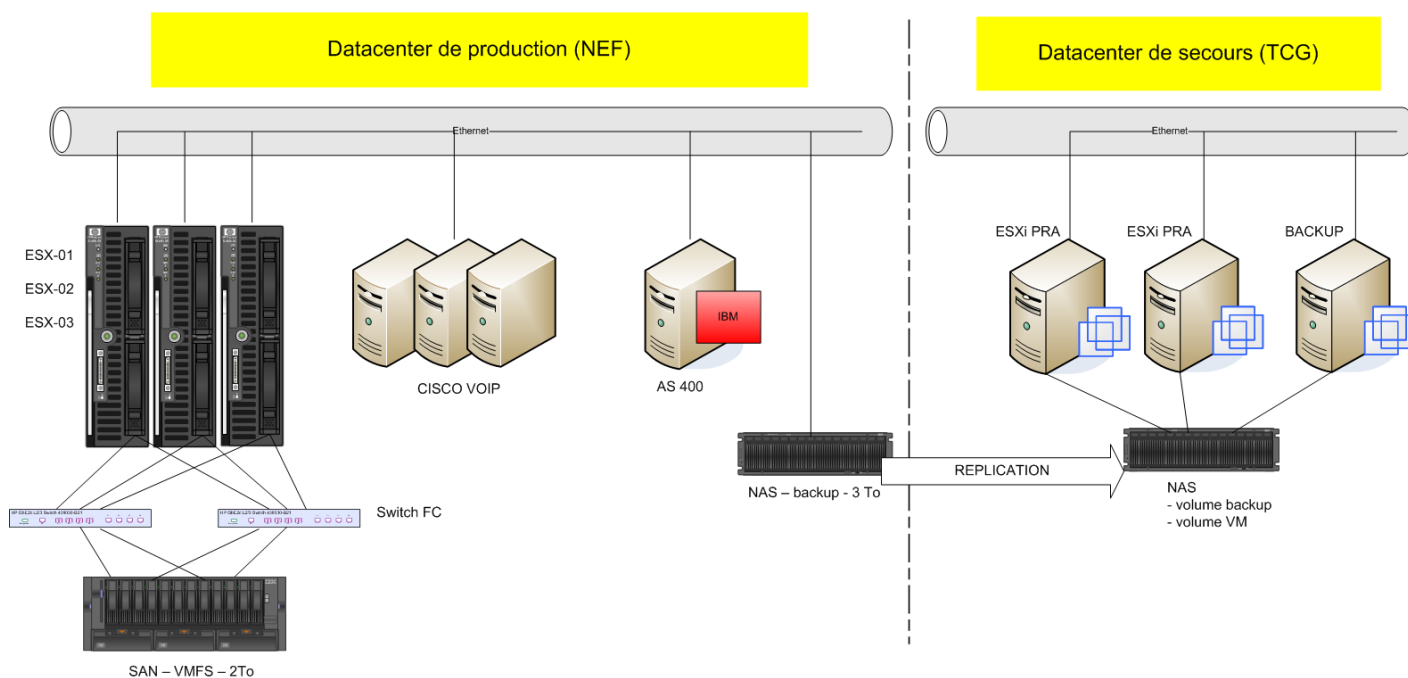 Datacenter de production (NEF)
Datacenter de secours (TCG)
Ethernet
Ethernet
ESX-01
ESX-02
ESX-03
ESXi PRA
ESXi PRA
BACKUP
IBM
CISCO VOIP
AS 400
REPLICATION
NAS – backup - 3 To
NAS
- volume backup
- volume VM
Switch FC
SAN – VMFS – 2To